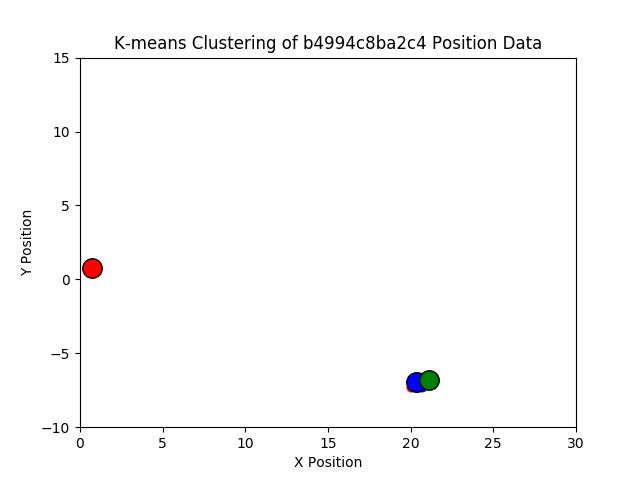 K-means Clustering of b4994c8ba2c4 Position Data
15
10
5
0
−5
−10
Y Position
0 5 10 15 20 25 30
X Position